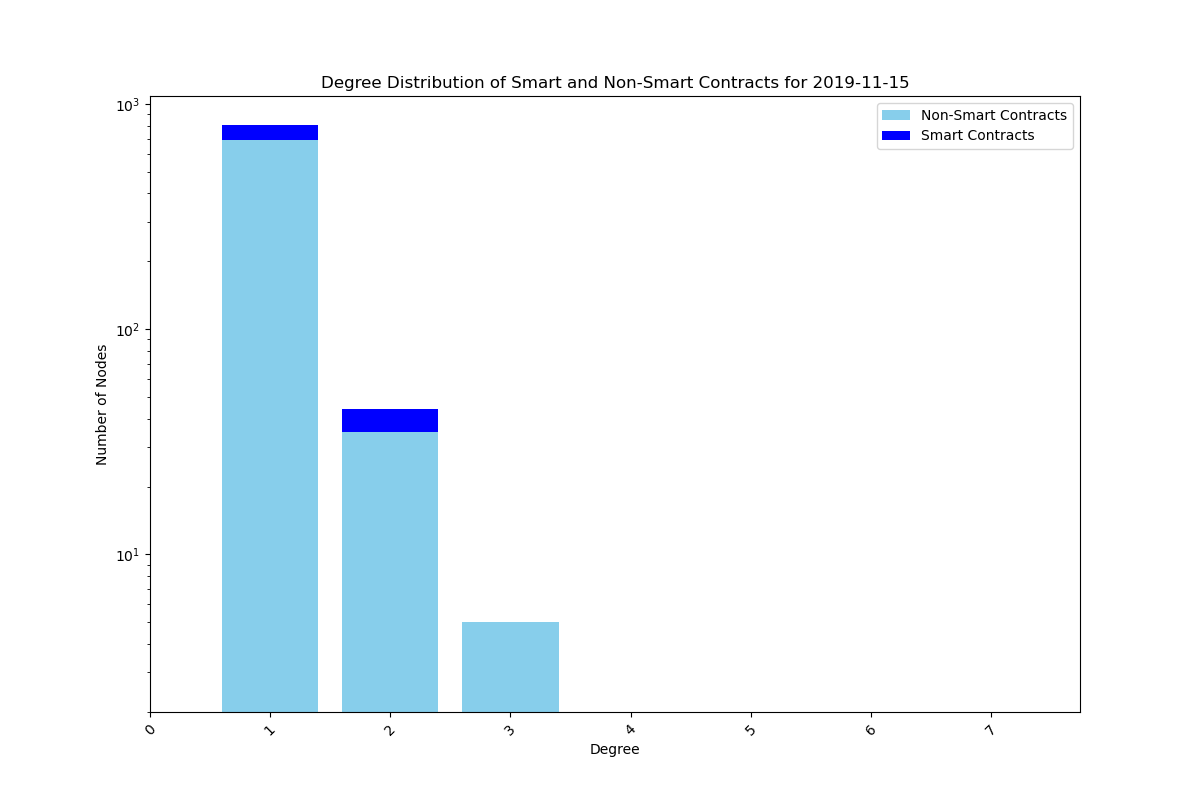 Degree Distribution of Smart and Non-Smart Contracts for 2019-11-15
Non-Smart Contracts
Smart Contracts
Number of Nodes
10³
10²
10¹
0 1 2 3 4 5 6 7
Degree